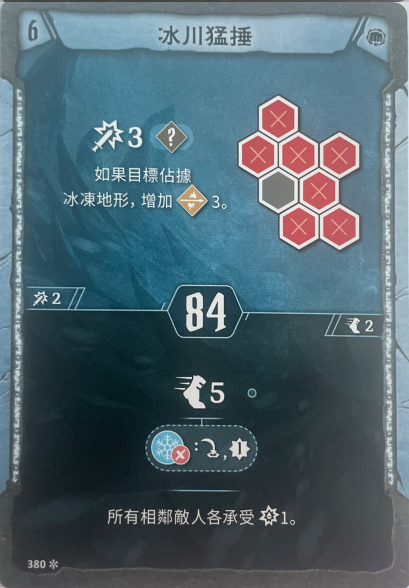 6
冰川猛捶
3 ?
如果目標佔據
冰凍地形，增加 3。
2
84
2
5
: ,
所有相鄰敵人各承受 1。
380